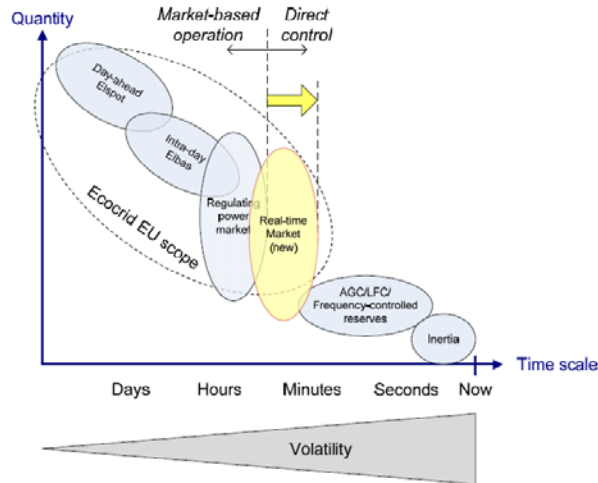 Quantity
Market-based
operation
Direct
control
Day-ahead
Elspot
Intra-day
Elbas
Ecocrid EU scope
Regulating
power
market
Real-time
Market
(new)
AGC/LFC/
Frequency-controlled
reserves
Inertia
Time scale
Days Hours Minutes Seconds Now
Volatility